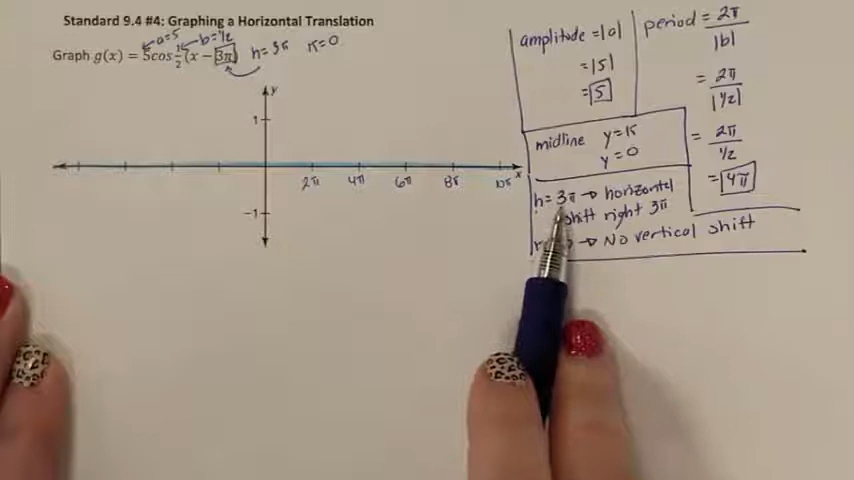 Standard 9.4 #4: Graphing a Horizontal Translation
a=5 b=1/2
Graph g(x) = 5cos 1/2 (x − 3π) h=3π K=0
y
1
x
2π 4π 6π 8π 10π
−1
amplitude = |a|
= |5|
= 5
period = 2π/|b|
= 2π/|1/2|
= 2π/1/2
= 4π
midline y=K
y=0
h=3π → horizontal
shift right 3π
→ No vertical shift